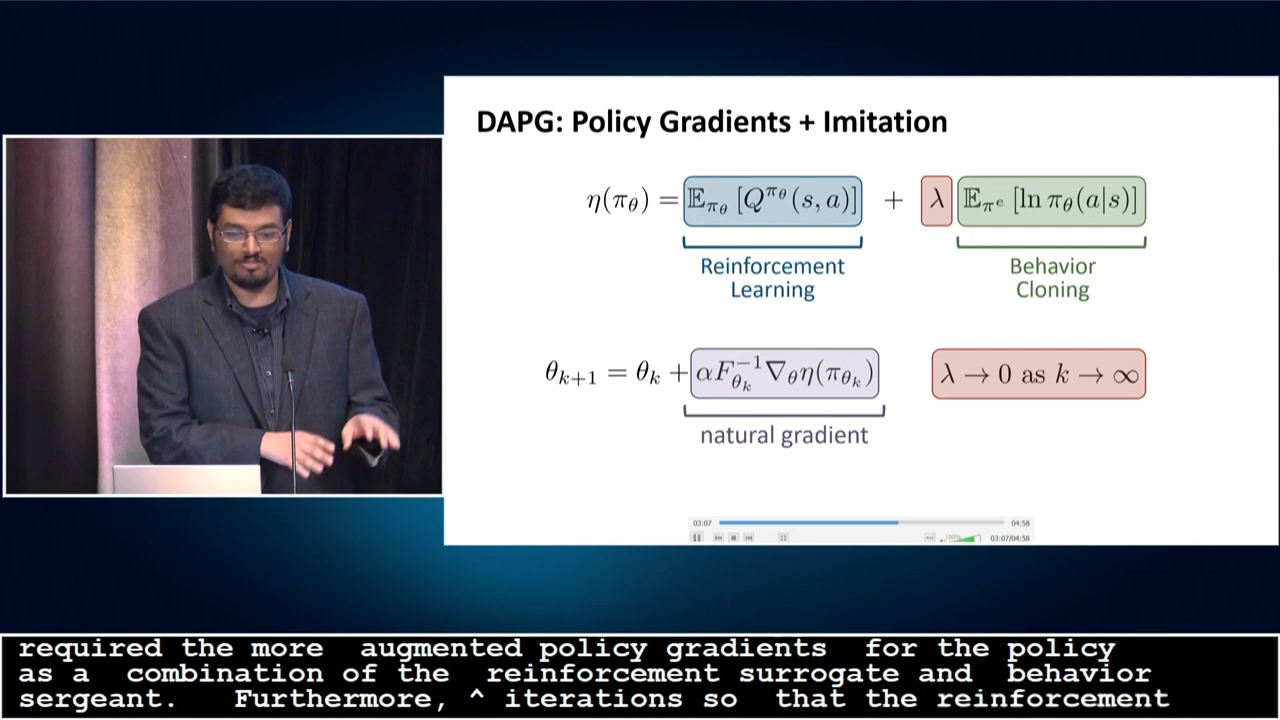 DAPG: Policy Gradients + Imitation
η(π_θ) = 𝔼_{π_θ} [Q^{π_θ}(s, a)] + λ 𝔼_{π^e} [ln π_θ(a|s)]
Reinforcement
Learning
Behavior
Cloning
θ_{k+1} = θ_k + αF_{θ_k}^{-1}∇_θη(π_{θ_k})
λ → 0 as k → ∞
natural gradient
03:07
04:58
100%
03:07/04:58
required the more augmented policy gradients for the policy
as a combination of the reinforcement surrogate and behavior
sergeant. Furthermore, ^ iterations so that the reinforcement